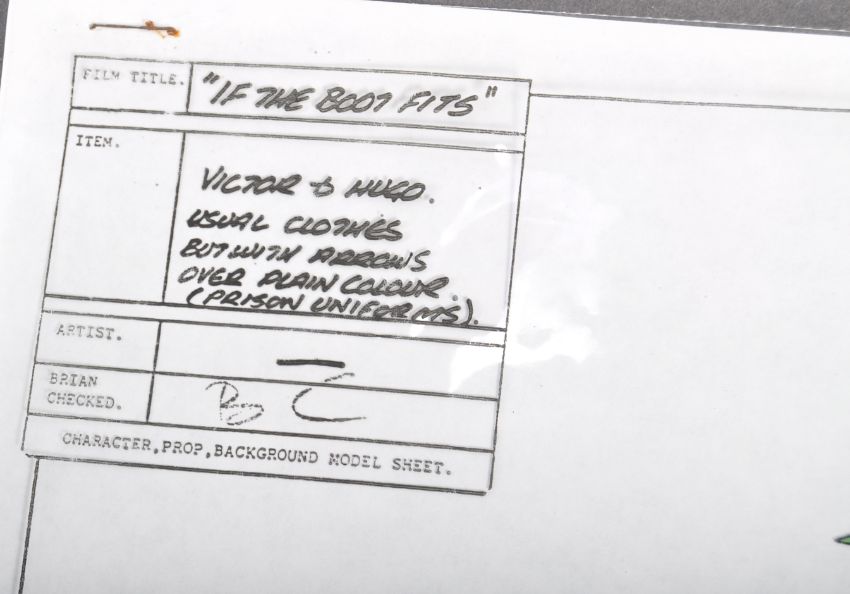 FILM TITLE. "IF THE BOOT FITS"
ITEM.
VICTOR & HUGO.
USUAL CLOTHES
BUT WITH ARROWS
OVER PLAIN COLOUR.
(PRISON UNIFORMS).
ARTIST. —
BRIAN
CHECKED. B C
CHARACTER,PROP,BACKGROUND MODEL SHEET.